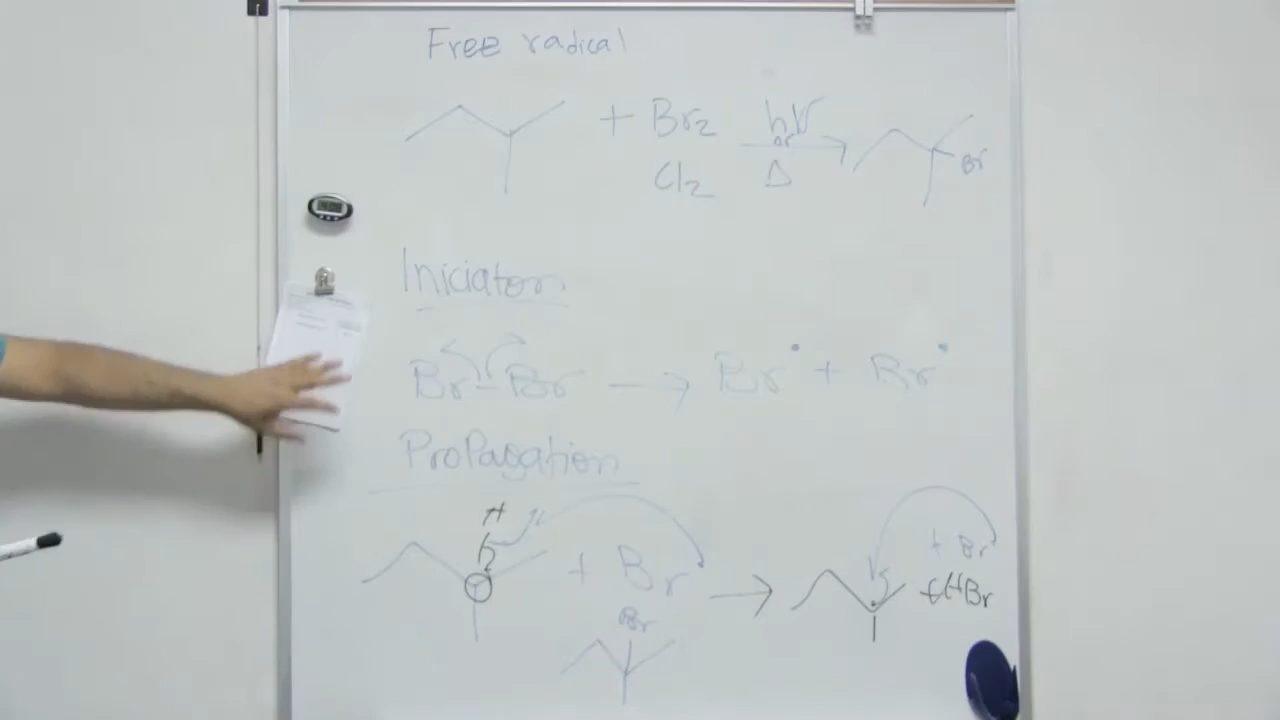 Free radical
+ Br2 hν Br
or
Cl2 Δ
Iniciator.
Br-Br → Br• + Br•
ProPagation
H
+ Br → + Br
+ HBr
Br